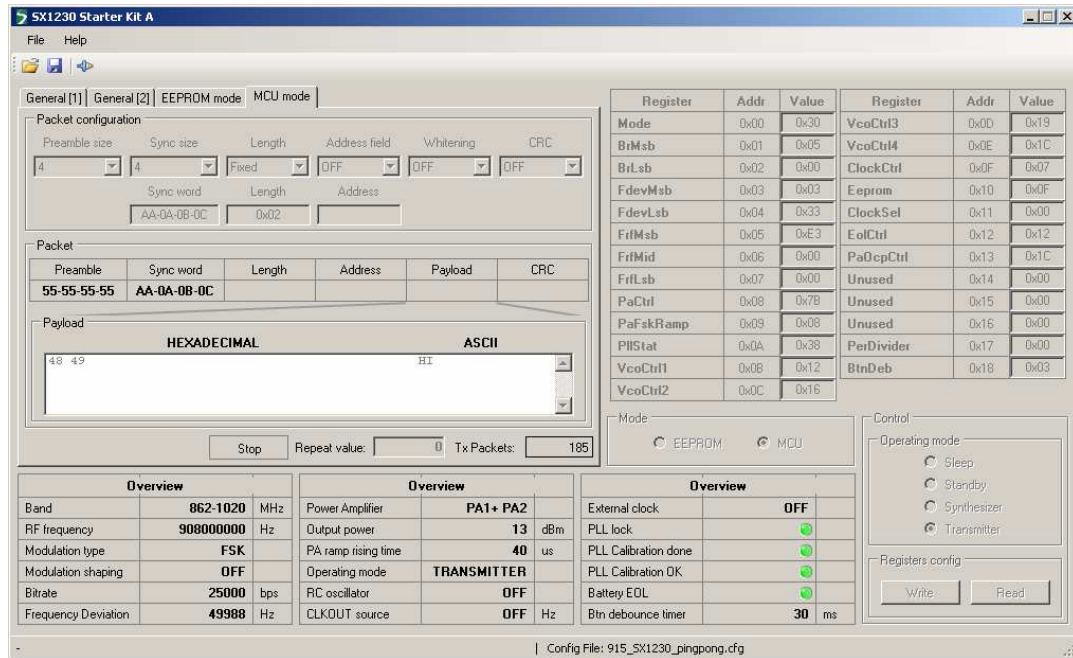 SX1230 Starter Kit A
File Help
General [1] General [2] EEPROM mode MCU mode
Packet configuration
Preamble size Sync size Length Address field Whitening CRC
4 4 Fixed OFF OFF OFF
Sync word Length Address
AA-0A-0B-0C 0x02
Packet
Preamble Sync word Length Address Payload CRC
55-55-55-55 AA-0A-0B-0C
Payload
HEXADECIMAL ASCII
48 49 HI
Stop Repeat value: 0 Tx Packets: 185
Register Addr Value Register Addr Value
Mode 0x00 0x30 VcoCtrl3 0x0D 0x19
BrMsb 0x01 0x05 VcoCtrl4 0x0E 0x1C
BrLsb 0x02 0x00 ClockCtrl 0x0F 0x07
FdevMsb 0x03 0x03 Eeprom 0x10 0x0F
FdevLsb 0x04 0x33 ClockSel 0x11 0x00
FrfMsb 0x05 0xE3 EolCtrl 0x12 0x12
FrfMid 0x06 0x00 PaOcpCtrl 0x13 0x1C
FrfLsb 0x07 0x00 Unused 0x14 0x00
PaCtrl 0x08 0x7B Unused 0x15 0x00
PaFskRamp 0x09 0x08 Unused 0x16 0x00
PllStat 0x0A 0x38 PerDivider 0x17 0x00
VcoCtrl1 0x0B 0x12 BtnDeb 0x18 0x03
VcoCtrl2 0x0C 0x16
Mode
EEPROM MCU
Control
Operating mode
Sleep
Standby
Synthesizer
Transmitter
Registers config
Write Read
Overview Overview Overview
Band 862-1020 MHz Power Amplifier PA1+ PA2 External clock OFF
RF frequency 908000000 Hz Output power 13 dBm PLL lock
Modulation type FSK PA ramp rising time 40 us PLL Calibration done
Modulation shaping OFF Operating mode TRANSMITTER PLL Calibration OK
Bitrate 25000 bps RC oscillator OFF Battery EOL
Frequency Deviation 49988 Hz CLKOUT source OFF Hz Btn debounce timer 30 ms
- | Config File: 915_SX1230_pingpong.cfg